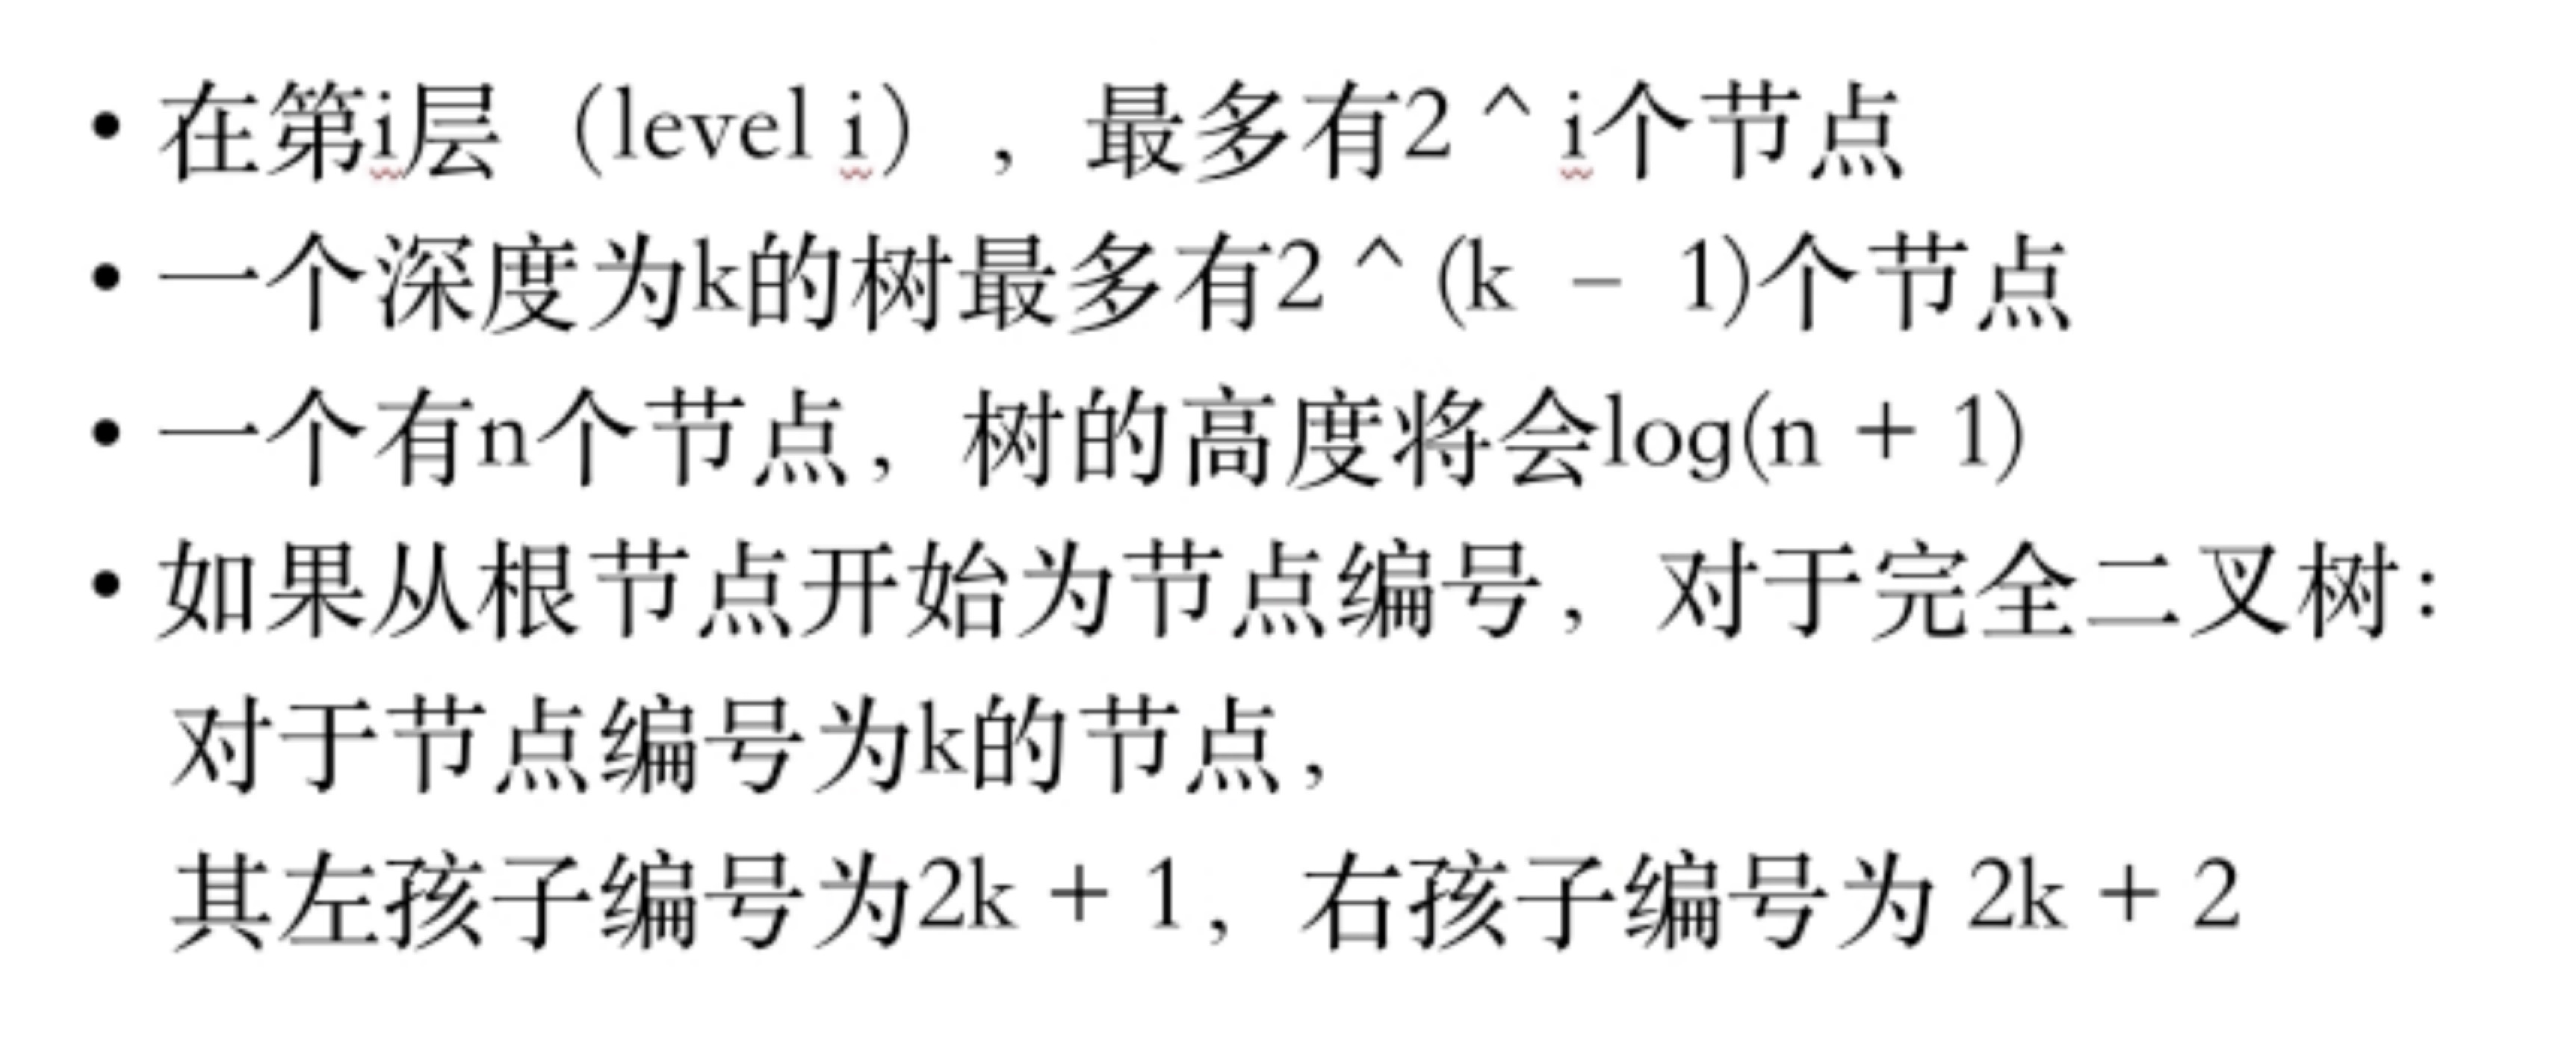 • 在第i层（level i），最多有2 ^ i个节点
• 一个深度为k的树最多有2 ^ (k － 1)个节点
• 一个有n个节点，树的高度将会log(n + 1)
• 如果从根节点开始为节点编号，对于完全二叉树：
对于节点编号为k的节点，
其左孩子编号为2k + 1，右孩子编号为 2k + 2